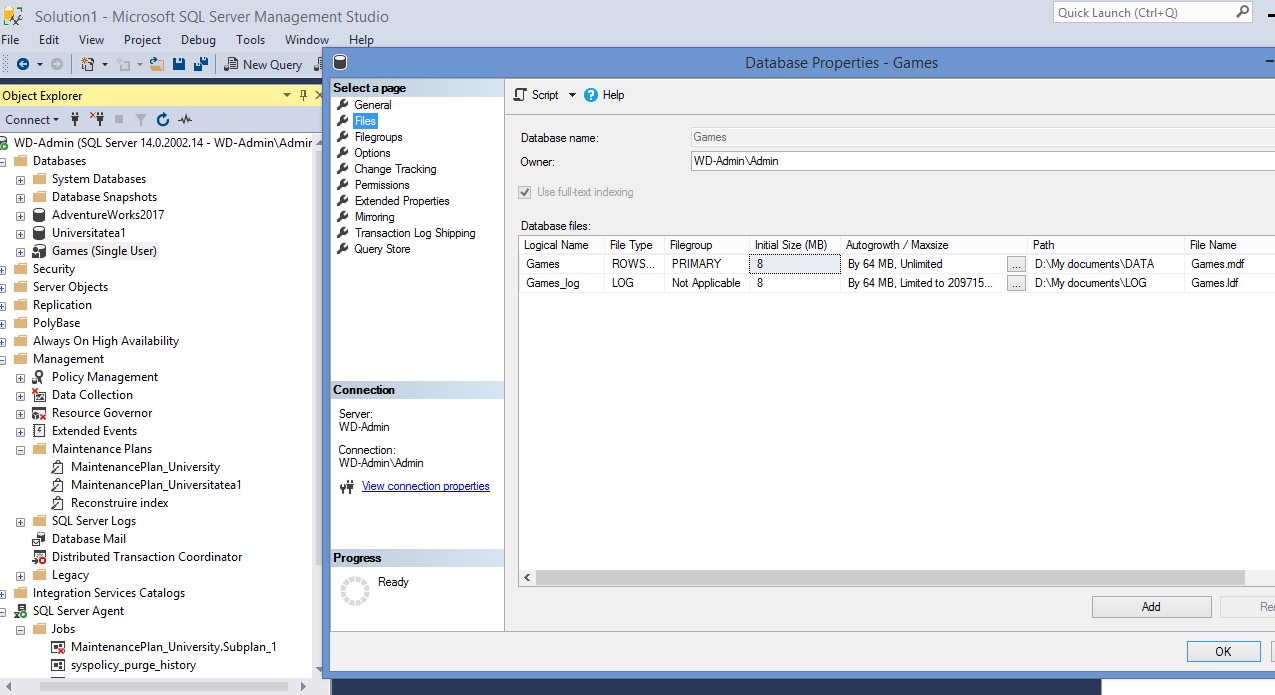 Solution1 - Microsoft SQL Server Management Studio
Quick Launch (Ctrl+Q)
File Edit View Project Debug Tools Window Help
New Query
Object Explorer
Connect
WD-Admin (SQL Server 14.0.2002.14 - WD-Admin\Admin
Databases
System Databases
Database Snapshots
AdventureWorks2017
Universitatea1
Games (Single User)
Security
Server Objects
Replication
PolyBase
Always On High Availability
Management
Policy Management
Data Collection
Resource Governor
Extended Events
Maintenance Plans
MaintenancePlan_University
MaintenancePlan_Universitatea1
Reconstruire index
SQL Server Logs
Database Mail
Distributed Transaction Coordinator
Legacy
Integration Services Catalogs
SQL Server Agent
Jobs
MaintenancePlan_University.Subplan_1
syspolicy_purge_history
Database Properties - Games
Select a page
General
Files
Filegroups
Options
Change Tracking
Permissions
Extended Properties
Mirroring
Transaction Log Shipping
Query Store
Connection
Server:
WD-Admin
Connection:
WD-Admin\Admin
View connection properties
Progress
Ready
Script Help
Database name: Games
Owner: WD-Admin\Admin
Use full-text indexing
Database files:
Logical Name File Type Filegroup Initial Size (MB) Autogrowth / Maxsize Path File Name
Games ROWS... PRIMARY 8 By 64 MB, Unlimited ... D:\My documents\DATA Games.mdf
Games_log LOG Not Applicable 8 By 64 MB, Limited to 209715... ... D:\My documents\LOG Games.ldf
Add
OK